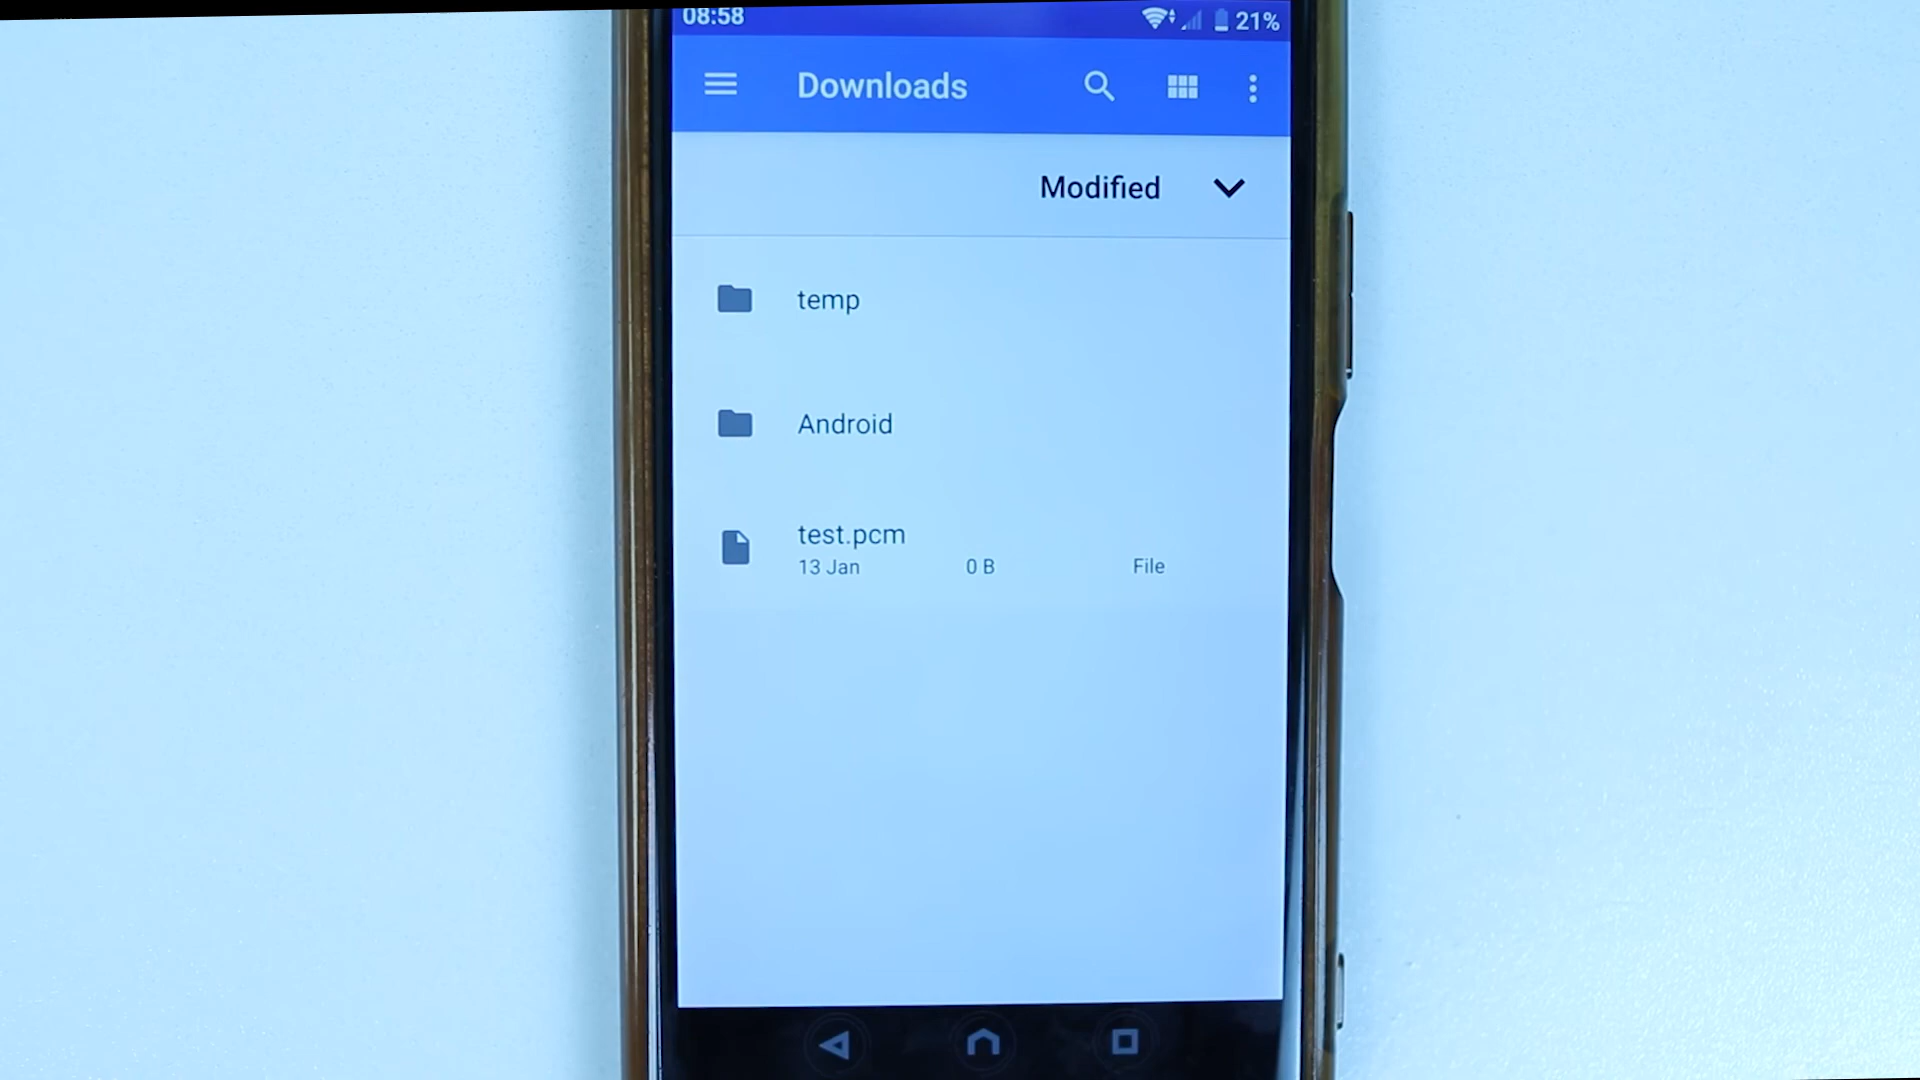 08:58 21%
Downloads
Modified
temp
Android
test.pcm
13 Jan 0 B File